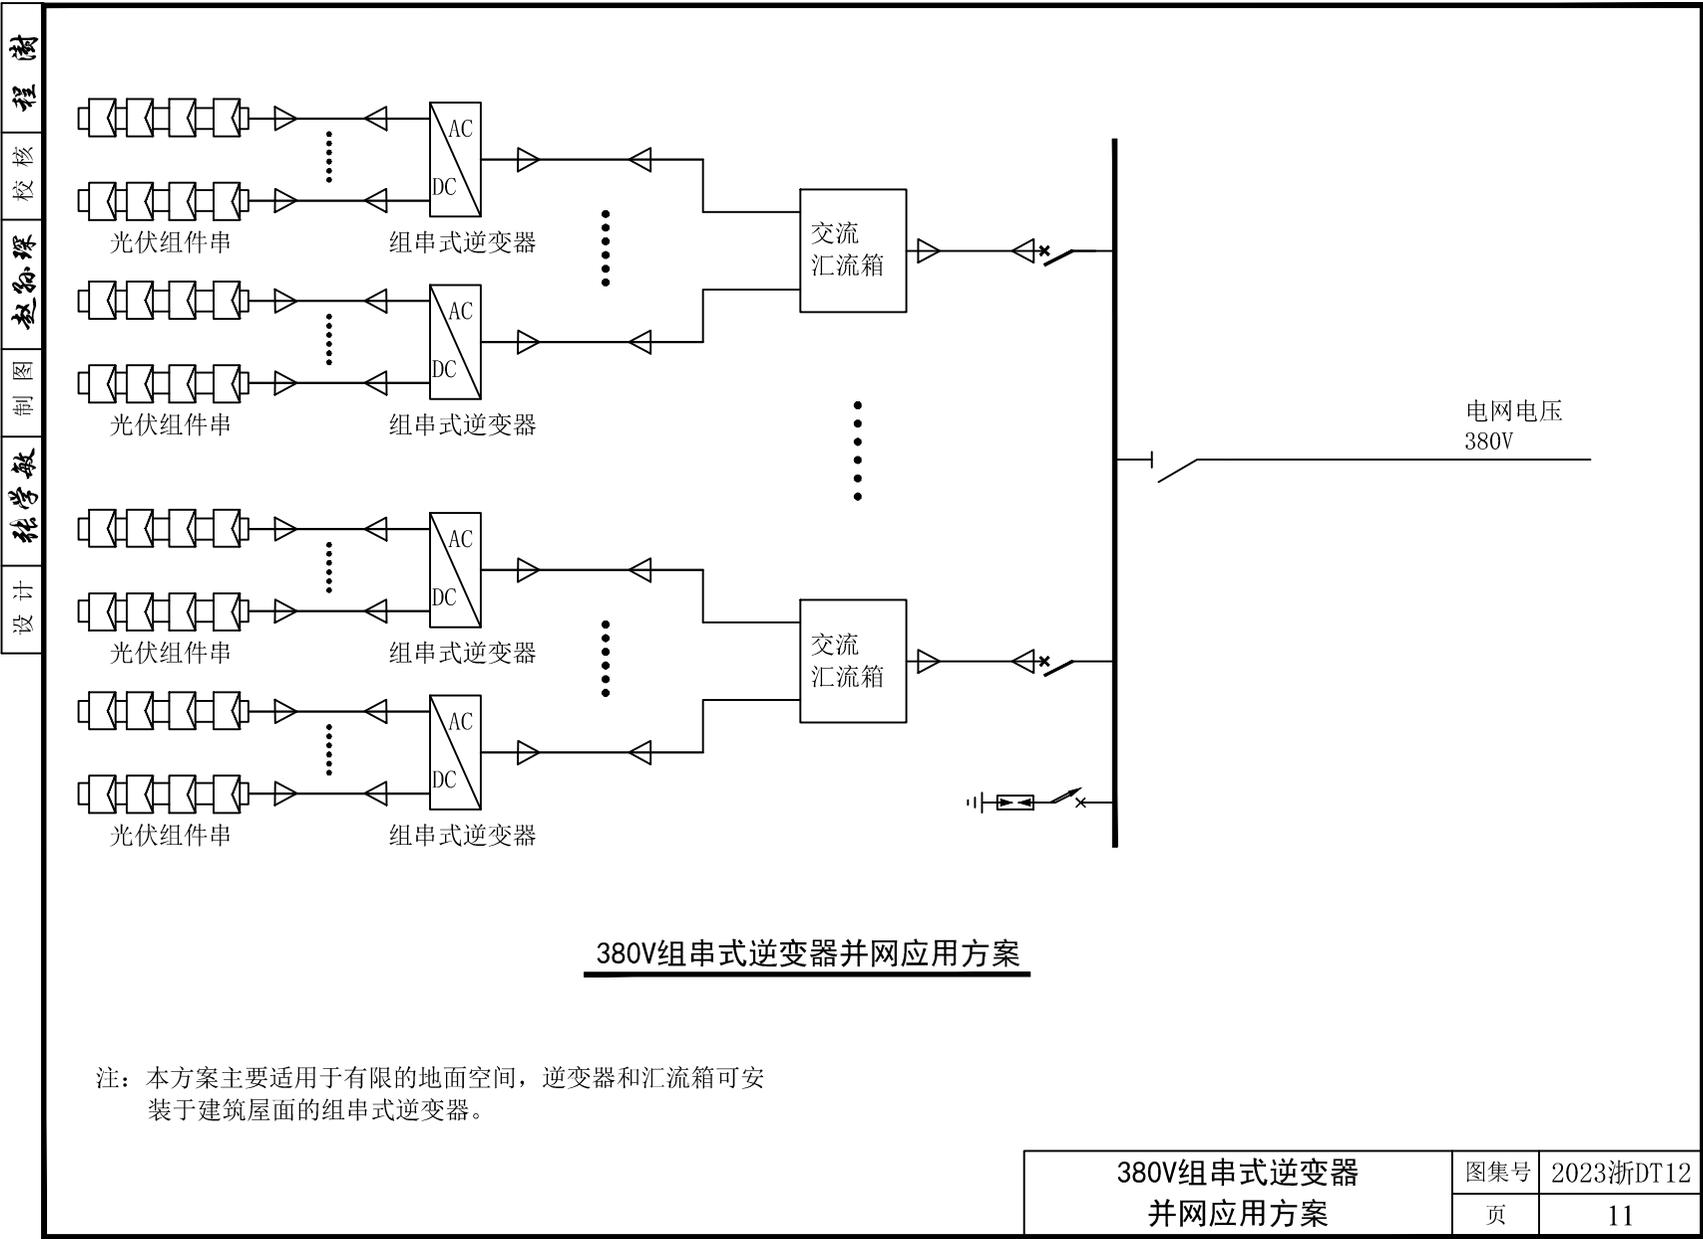 AC
DC
光伏组件串
组串式逆变器
交流
汇流箱
AC
DC
光伏组件串
组串式逆变器
电网电压
380V
AC
DC
光伏组件串
组串式逆变器
交流
汇流箱
AC
DC
光伏组件串
组串式逆变器
380V组串式逆变器并网应用方案
注：本方案主要适用于有限的地面空间，逆变器和汇流箱可安
装于建筑屋面的组串式逆变器。
380V组串式逆变器
并网应用方案
图集号
2023浙DT12
页
11
设计
张学敏
制图
赵孙琛
校核
程澍